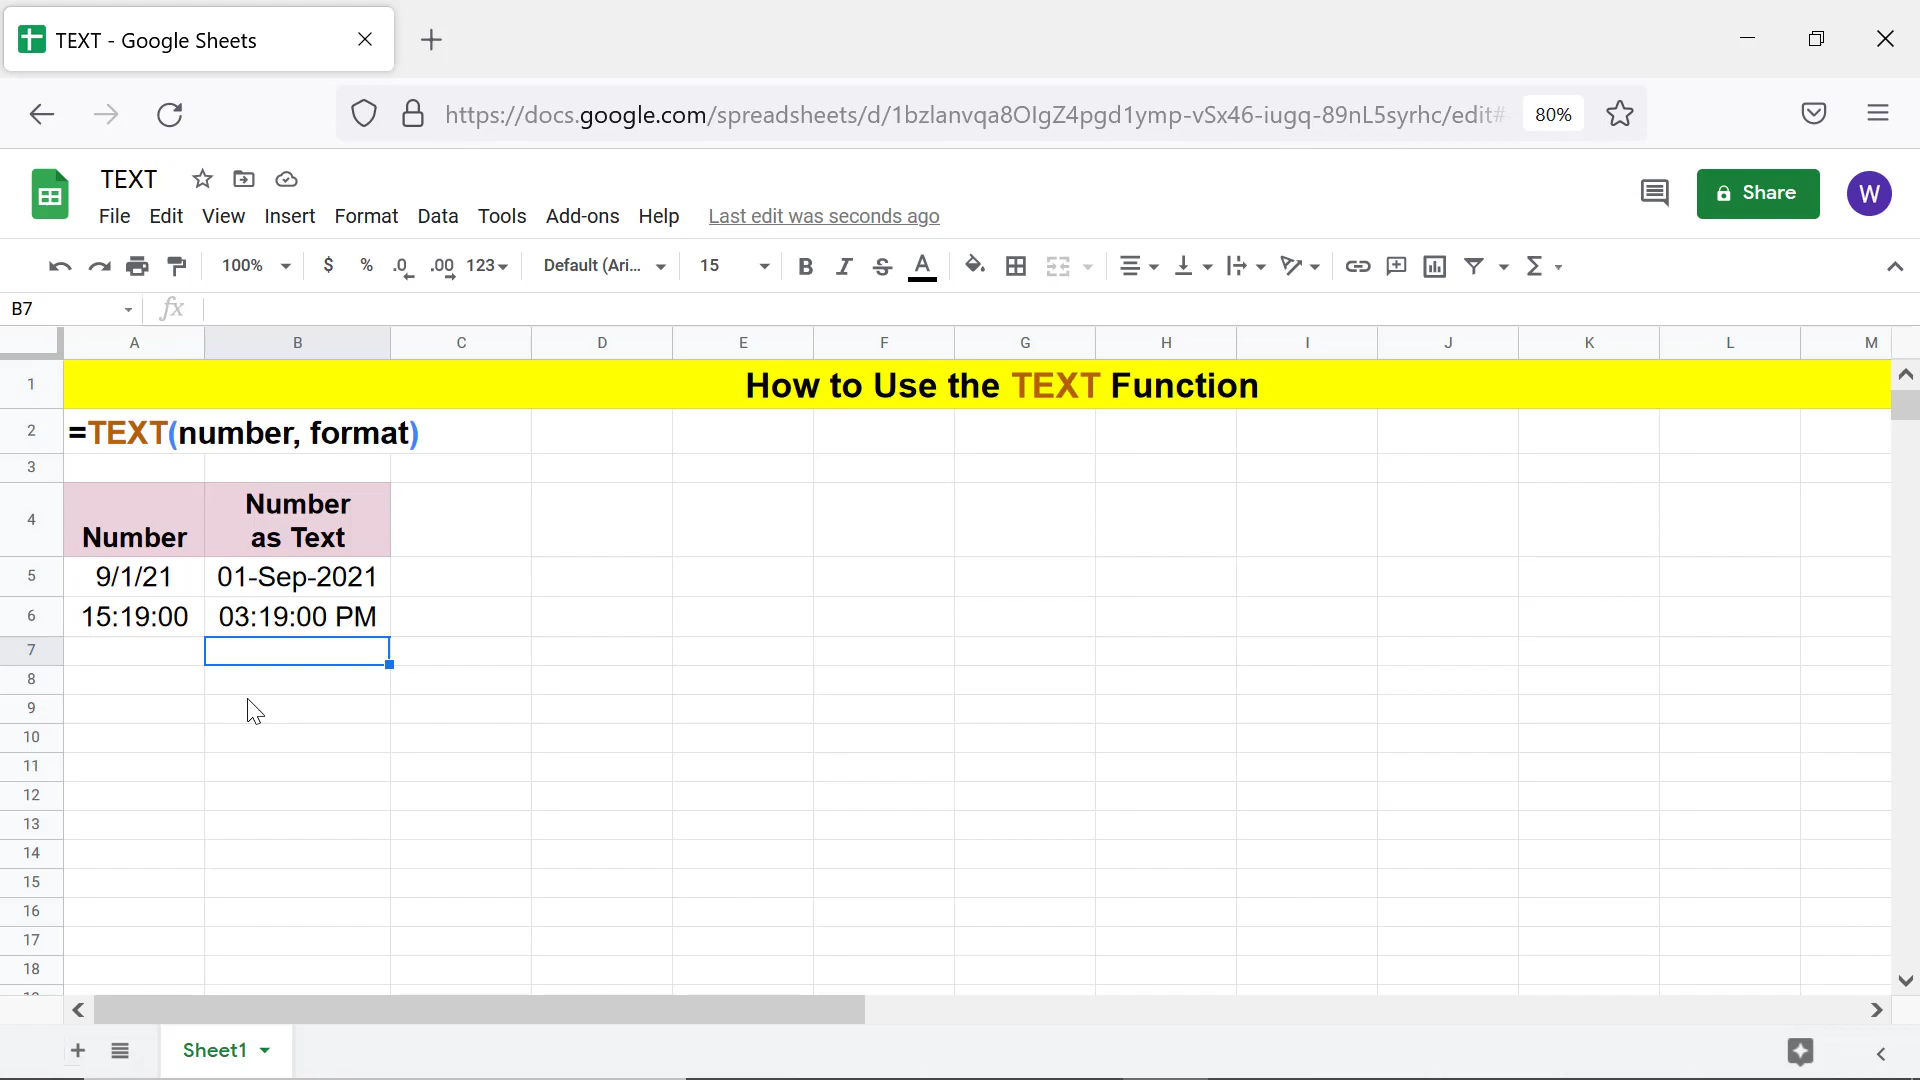 TEXT - Google Sheets
https://docs.google.com/spreadsheets/d/1bzlanvqa8OIgZ4pgd1ymp-vSx46-iugq-89nL5syrhc/edit# 80%
TEXT
File Edit View Insert Format Data Tools Add-ons Help Last edit was seconds ago
Share
W
100% $ % .0 .00 123 Default (Ari... 15 B I S A Σ
B7 fx
A B C D E F G H I J K L M
1 How to Use the TEXT Function
2 =TEXT(number, format)
3
4 Number Number
as Text
5 9/1/21 01-Sep-2021
6 15:19:00 03:19:00 PM
7
8
9
10
11
12
13
14
15
16
17
18
Sheet1